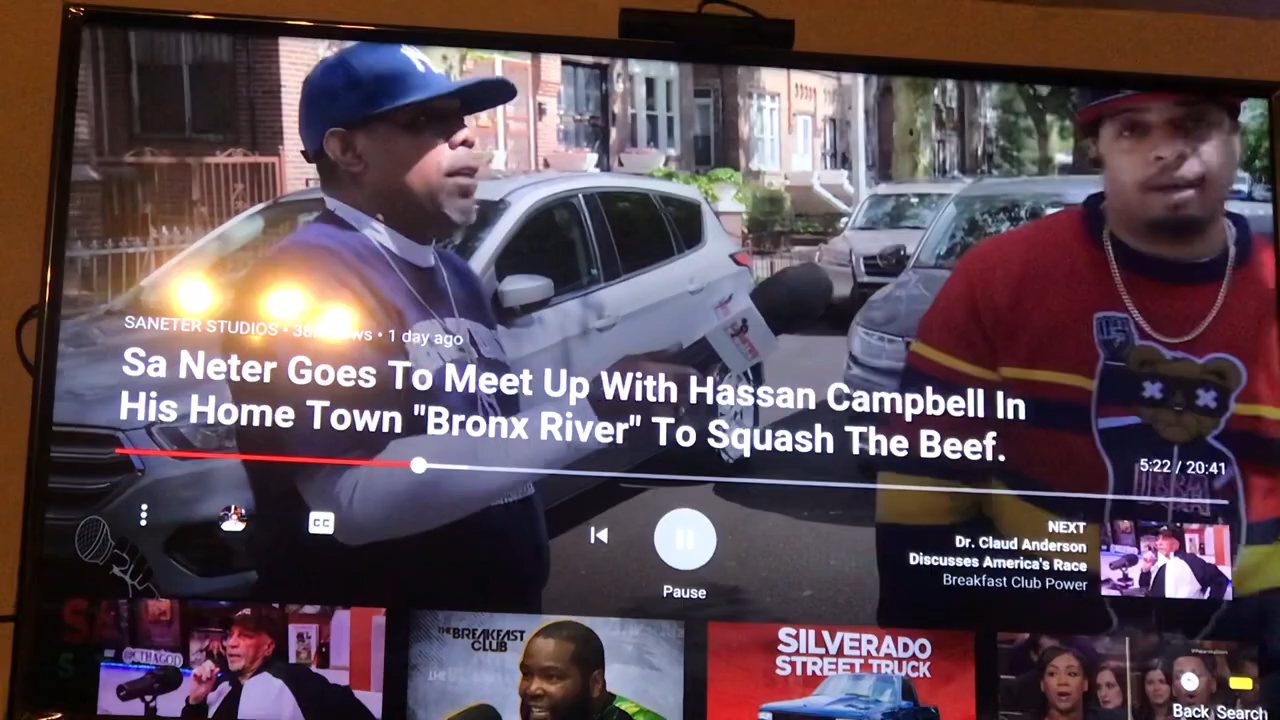 SANETER STUDIOS • 1 day ago
Sa Neter Goes To Meet Up With Hassan Campbell In
His Home Town "Bronx River" To Squash The Beef.
5:22 / 20:41
CC
Pause
NEXT
Dr. Claud Anderson
Discusses America's Race
Breakfast Club Power
@CTHAGOD
THE BREAKFAST
CLUB
SILVERADO
STREET TRUCK
Back Search